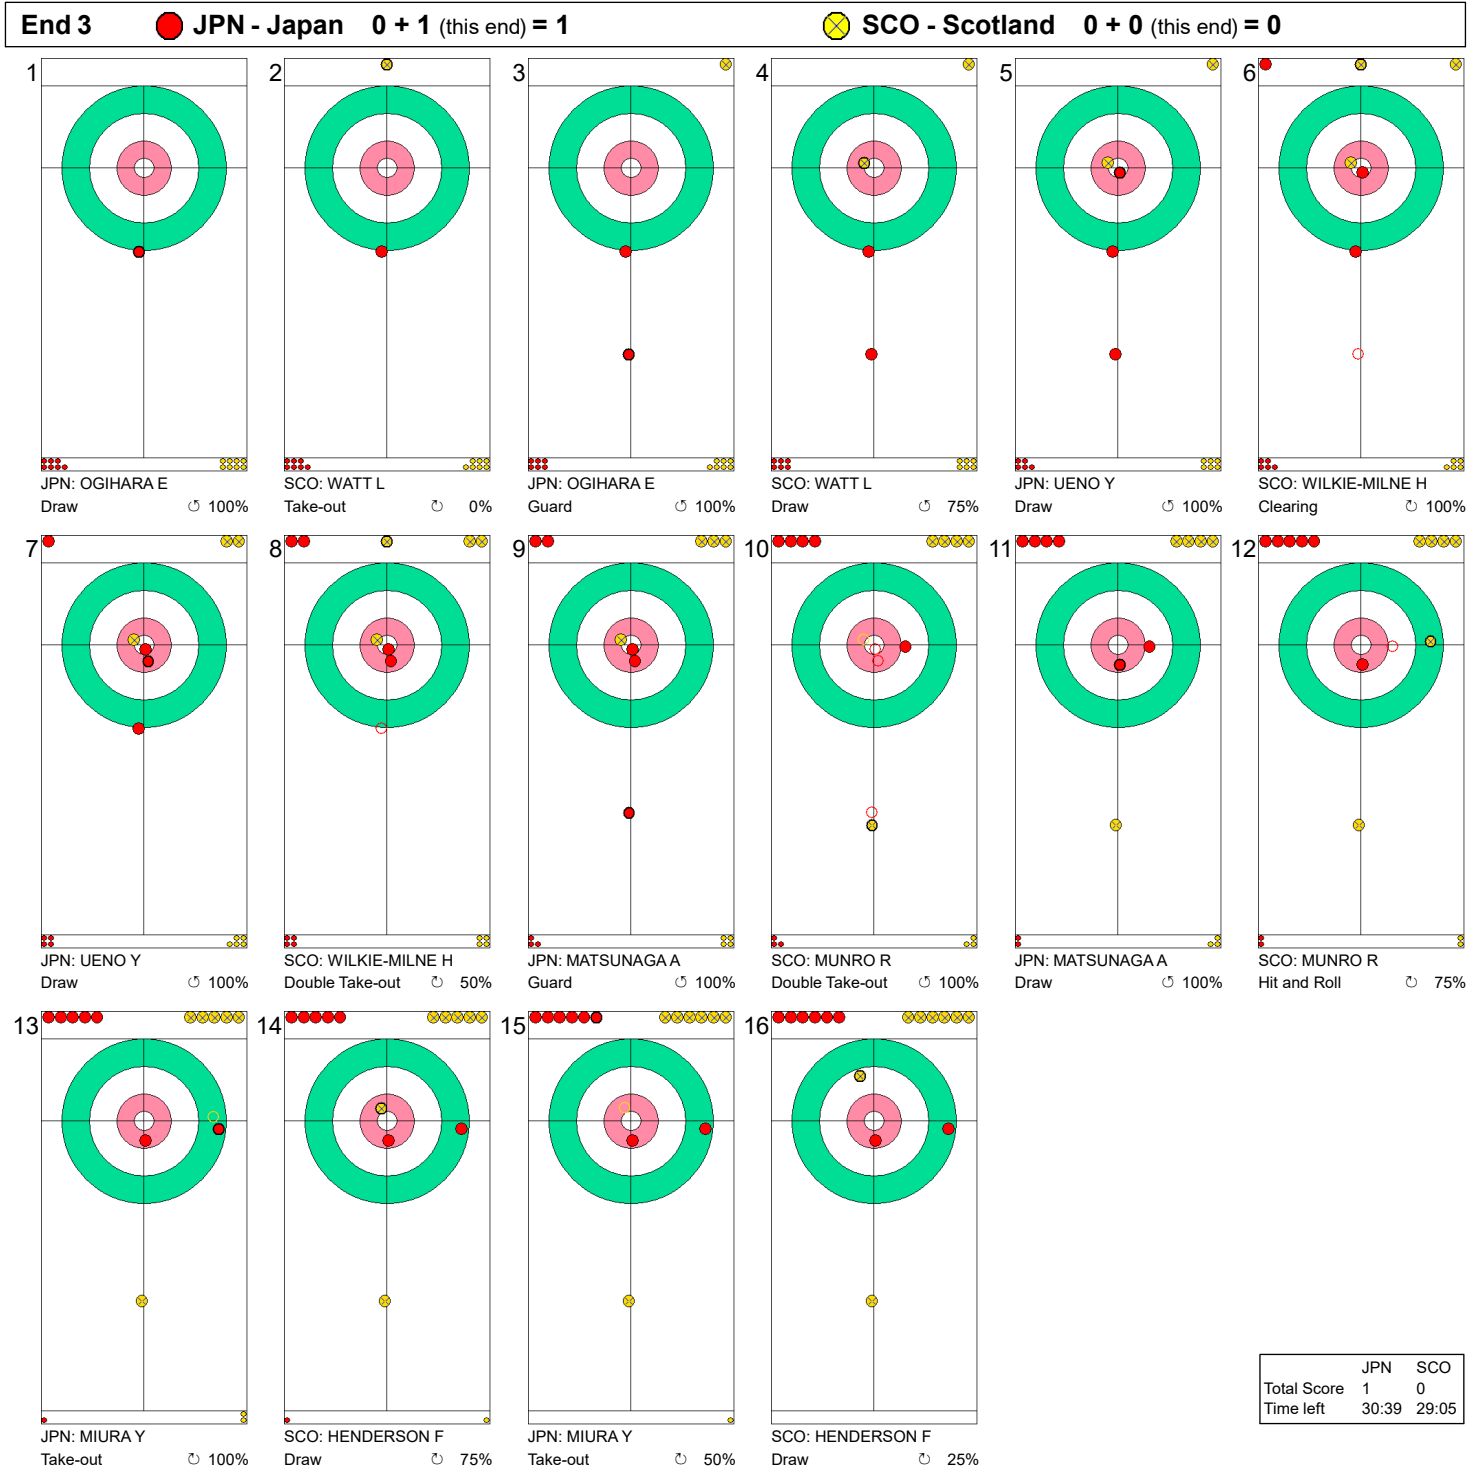 End 3 JPN - Japan 0 + 1 (this end) = 1 SCO - Scotland 0 + 0 (this end) = 0
1 2 3 4 5 6
JPN: OGIHARA E SCO: WATT L JPN: OGIHARA E SCO: WATT L JPN: UENO Y SCO: WILKIE-MILNE H
Draw ↺ 100% Take-out ↻ 0% Guard ↺ 100% Draw ↺ 75% Draw ↺ 100% Clearing ↻ 100%
7 8 9 10 11 12
JPN: UENO Y SCO: WILKIE-MILNE H JPN: MATSUNAGA A SCO: MUNRO R JPN: MATSUNAGA A SCO: MUNRO R
Draw ↺ 100% Double Take-out ↻ 50% Guard ↺ 100% Double Take-out ↺ 100% Draw ↺ 100% Hit and Roll ↻ 75%
13 14 15 16
JPN: MIURA Y SCO: HENDERSON F JPN: MIURA Y SCO: HENDERSON F
Take-out ↻ 100% Draw ↻ 75% Take-out ↻ 50% Draw ↻ 25%
JPN SCO
Total Score 1 0
Time left 30:39 29:05